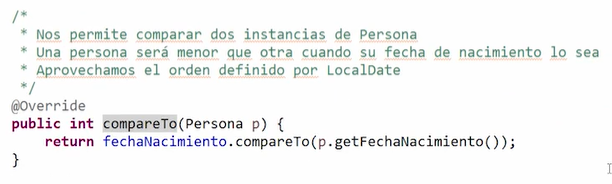 /*
 * Nos permite comparar dos instancias de Persona
 * Una persona será menor que otra cuando su fecha de nacimiento lo sea
 * Aprovechamos el orden definido por LocalDate
 */
@Override
public int compareTo(Persona p) {
    return fechaNacimiento.compareTo(p.getFechaNacimiento());
}